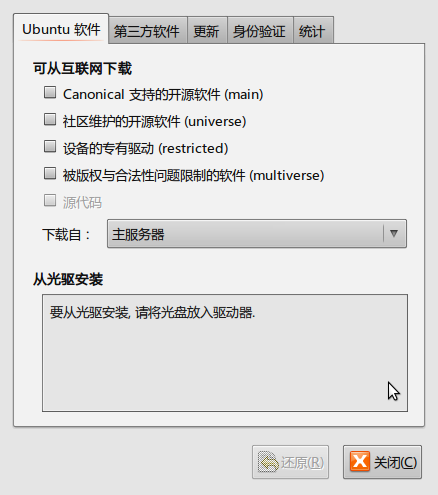 Ubuntu 软件 第三方软件 更新 身份验证 统计
可从互联网下载
Canonical 支持的开源软件 (main)
社区维护的开源软件 (universe)
设备的专有驱动 (restricted)
被版权与合法性问题限制的软件 (multiverse)
源代码
下载自： 主服务器
从光驱安装
要从光驱安装, 请将光盘放入驱动器.
还原(R) 关闭(C)